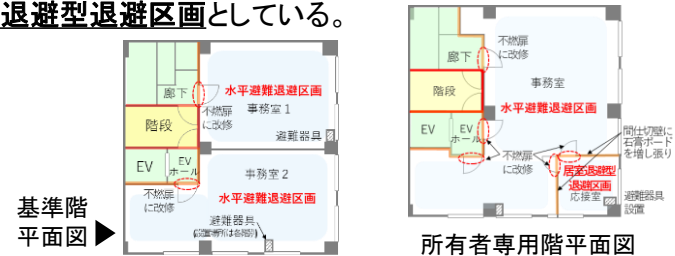 退避型退避区画としている。
廊下
不燃扉
に改修
水平避難退避区画
事務室1
階段
避難器具
EV
EV
ホール
事務室2
不燃扉
に改修
水平避難退避区画
避難器具
基準階
平面図▶
不燃扉
に改修
廊下
事務室
階段
水平避難退避区画
EV
EV
ホール
不燃扉
に改修
間仕切壁に
石膏ボード
を増し張り
居室退避型
退避区画
応接室
避難器具
設置
所有者専用階平面図